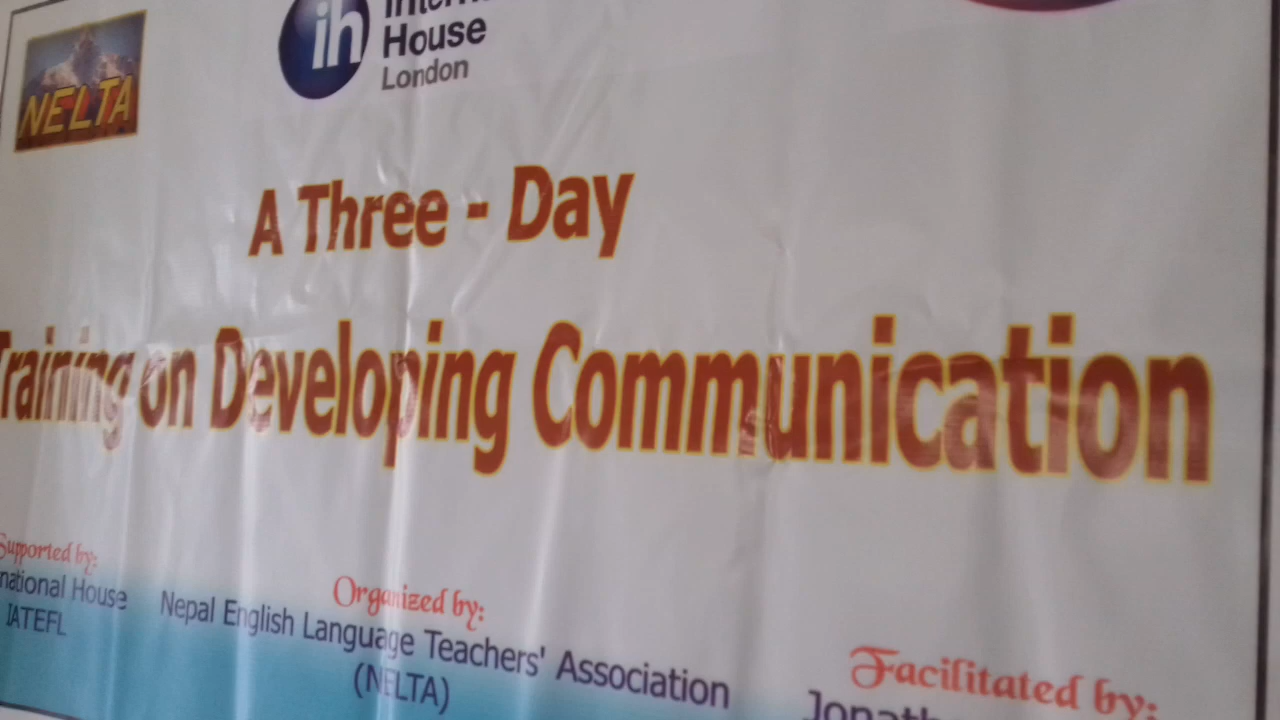 NELTA
ih
House
London
A Three - Day
Training on Developing Communication
Supported by:
national House
IATEFL
Organized by:
Nepal English Language Teachers' Association
(NELTA)
Facilitated by: